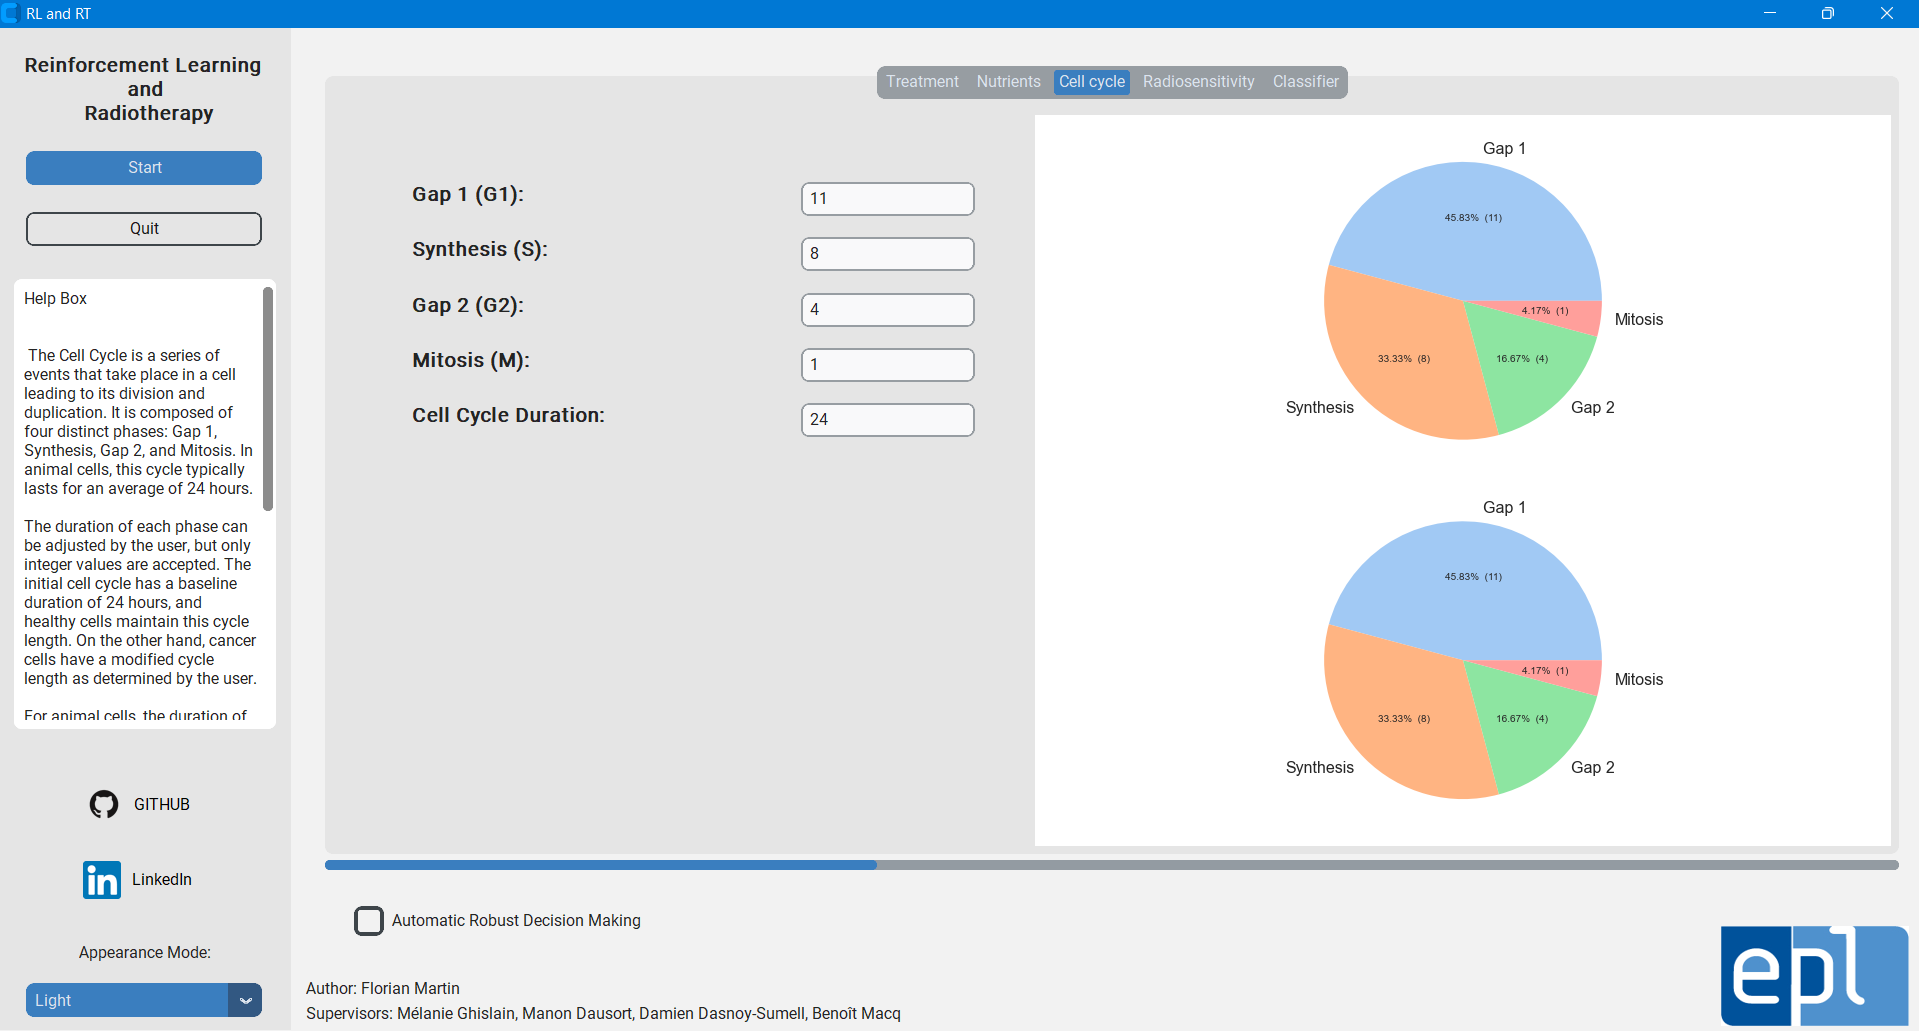 RL and RT
Reinforcement Learning
and
Radiotherapy
Start
Quit
Help Box
The Cell Cycle is a series of
events that take place in a cell
leading to its division and
duplication. It is composed of
four distinct phases: Gap 1,
Synthesis, Gap 2, and Mitosis. In
animal cells, this cycle typically
lasts for an average of 24 hours.
The duration of each phase can
be adjusted by the user, but only
integer values are accepted. The
initial cell cycle has a baseline
duration of 24 hours, and
healthy cells maintain this cycle
length. On the other hand, cancer
cells have a modified cycle
length as determined by the user.
For animal cells, the duration of
GITHUB
in LinkedIn
Appearance Mode:
Light
Treatment Nutrients Cell cycle Radiosensitivity Classifier
Gap 1 (G1): 11
Synthesis (S): 8
Gap 2 (G2): 4
Mitosis (M): 1
Cell Cycle Duration: 24
Gap 1
45.83% (11)
4.17% (1)
Mitosis
33.33% (8)
16.67% (4)
Synthesis
Gap 2
Gap 1
45.83% (11)
4.17% (1)
Mitosis
33.33% (8)
16.67% (4)
Synthesis
Gap 2
Automatic Robust Decision Making
Author: Florian Martin
Supervisors: Mélanie Ghislain, Manon Dausort, Damien Dasnoy-Sumell, Benoît Macq
epl